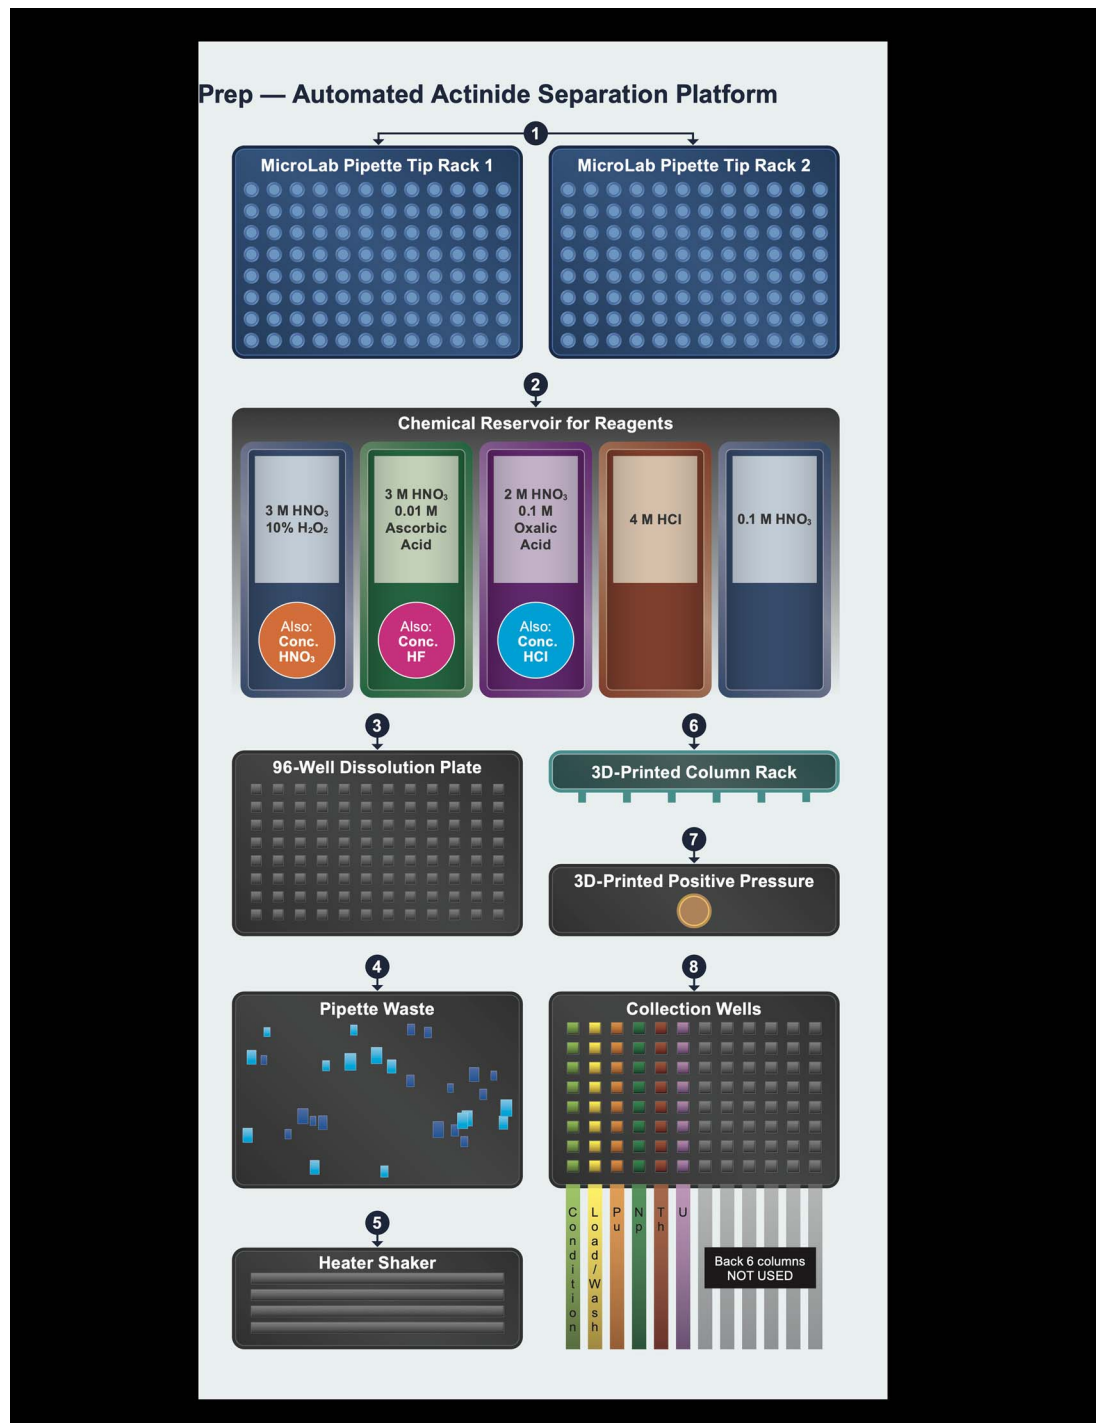 Prep — Automated Actinide Separation Platform
1
MicroLab Pipette Tip Rack 1
MicroLab Pipette Tip Rack 2
2
Chemical Reservoir for Reagents
3 M HNO₃
10% H₂O₂
Also:
Conc.
HNO₃
3 M HNO₃
0.01 M
Ascorbic
Acid
Also:
Conc.
HF
2 M HNO₃
0.1 M
Oxalic
Acid
Also:
Conc.
HCl
4 M HCl
0.1 M HNO₃
3
96-Well Dissolution Plate
6
3D-Printed Column Rack
7
3D-Printed Positive Pressure
4
Pipette Waste
8
Collection Wells
Condition
Load/Wash
Pu
Np
Th
U
Back 6 columns
NOT USED
5
Heater Shaker